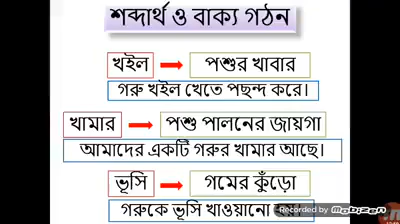 শব্দার্থ ও বাক্য গঠন
খইল → পশুর খাবার
গরু খইল খেতে পছন্দ করে।
খামার → পশু পালনের জায়গা
আমাদের একটি গরুর খামার আছে।
ভূসি → গমের কুঁড়ো
গরুকে ভূসি খাওয়ানো
Recorded by Mobizen